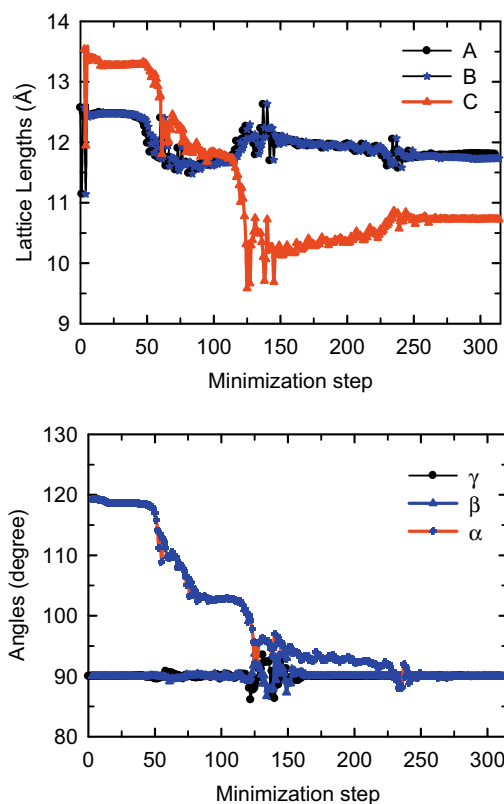 14
13
12
11
10
9
Lattice Lengths (Å)
A
B
C
0 50 100 150 200 250 300
Minimization step
130
120
110
100
90
80
Angles (degree)
γ
β
α
0 50 100 150 200 250 300
Minimization step